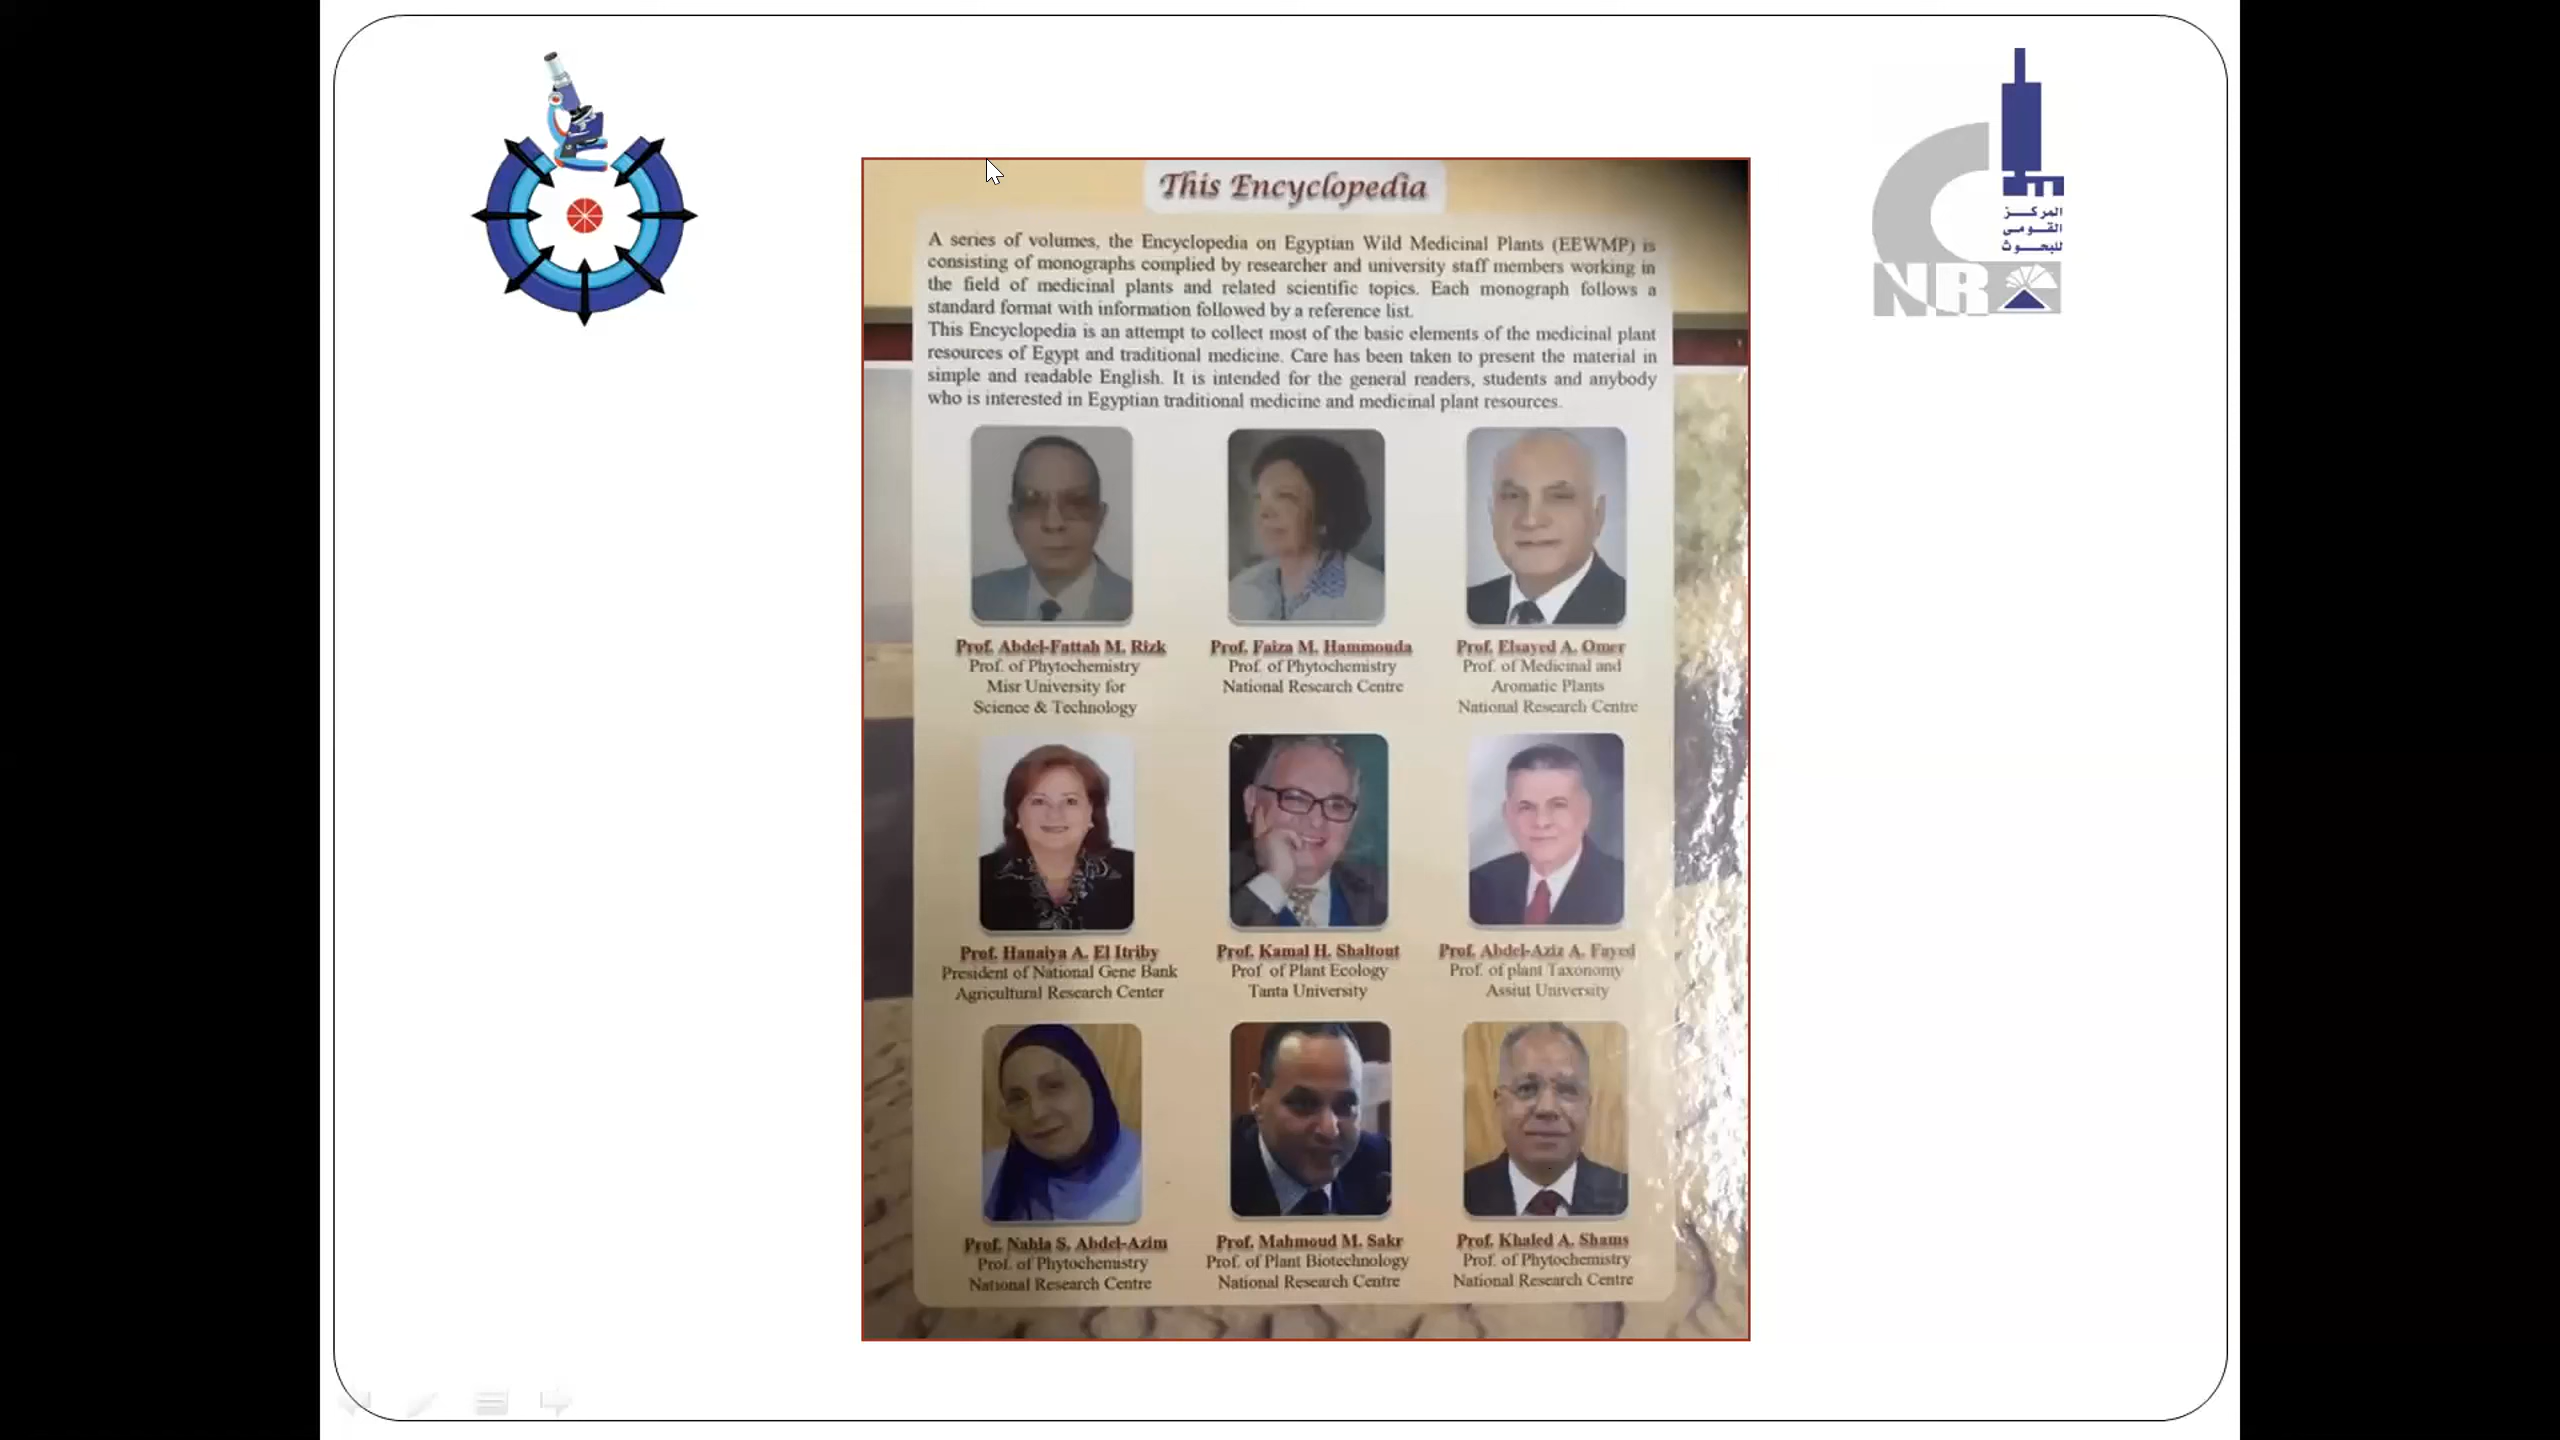 This Encyclopedia
A series of volumes, the Encyclopedia on Egyptian Wild Medicinal Plants (EEWMP) is
consisting of monographs complied by researcher and university staff members working in
the field of medicinal plants and related scientific topics. Each monograph follows a
standard format with information followed by a reference list.
This Encyclopedia is an attempt to collect most of the basic elements of the medicinal plant
resources of Egypt and traditional medicine. Care has been taken to present the material in
simple and readable English. It is intended for the general readers, students and anybody
who is interested in Egyptian traditional medicine and medicinal plant resources.
Prof. Abdel-Fattah M. Rizk
Prof. of Phytochemistry
Misr University for
Science & Technology
Prof. Faiza M. Hammouda
Prof. of Phytochemistry
National Research Centre
Prof. Elsayed A. Omer
Prof. of Medicinal and
Aromatic Plants
National Research Centre
Prof. Hanaiya A. El Itriby
President of National Gene Bank
Agricultural Research Center
Prof. Kamal H. Shaltout
Prof of Plant Ecology
Tanta University
Prof. Abdel-Aziz A. Fayed
Prof. of plant Taxonomy
Assiut University
Prof. Nahla S. Abdel-Azim
Prof. of Phytochemistry
National Research Centre
Prof. Mahmoud M. Sakr
Prof. of Plant Biotechnology
National Research Centre
Prof. Khaled A. Shams
Prof. of Phytochemistry
National Research Centre
المركز
القومى
للبحوث
NR